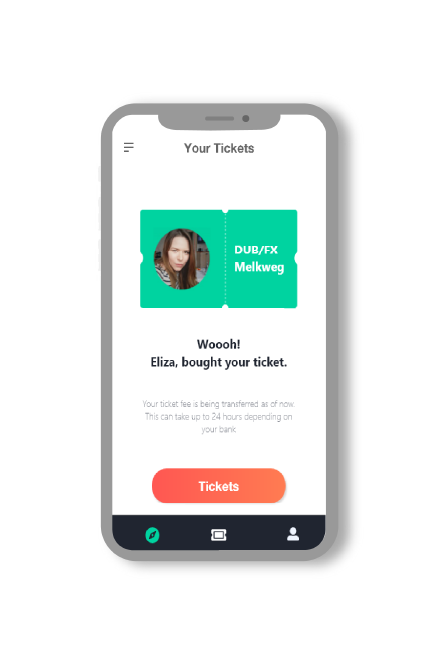 Your Tickets
DUB/FX
Melkweg
Woooh!
Eliza, bought your ticket.
Your ticket fee is being transferred as of now.
This can take up to 24 hours depending on
your bank
Tickets